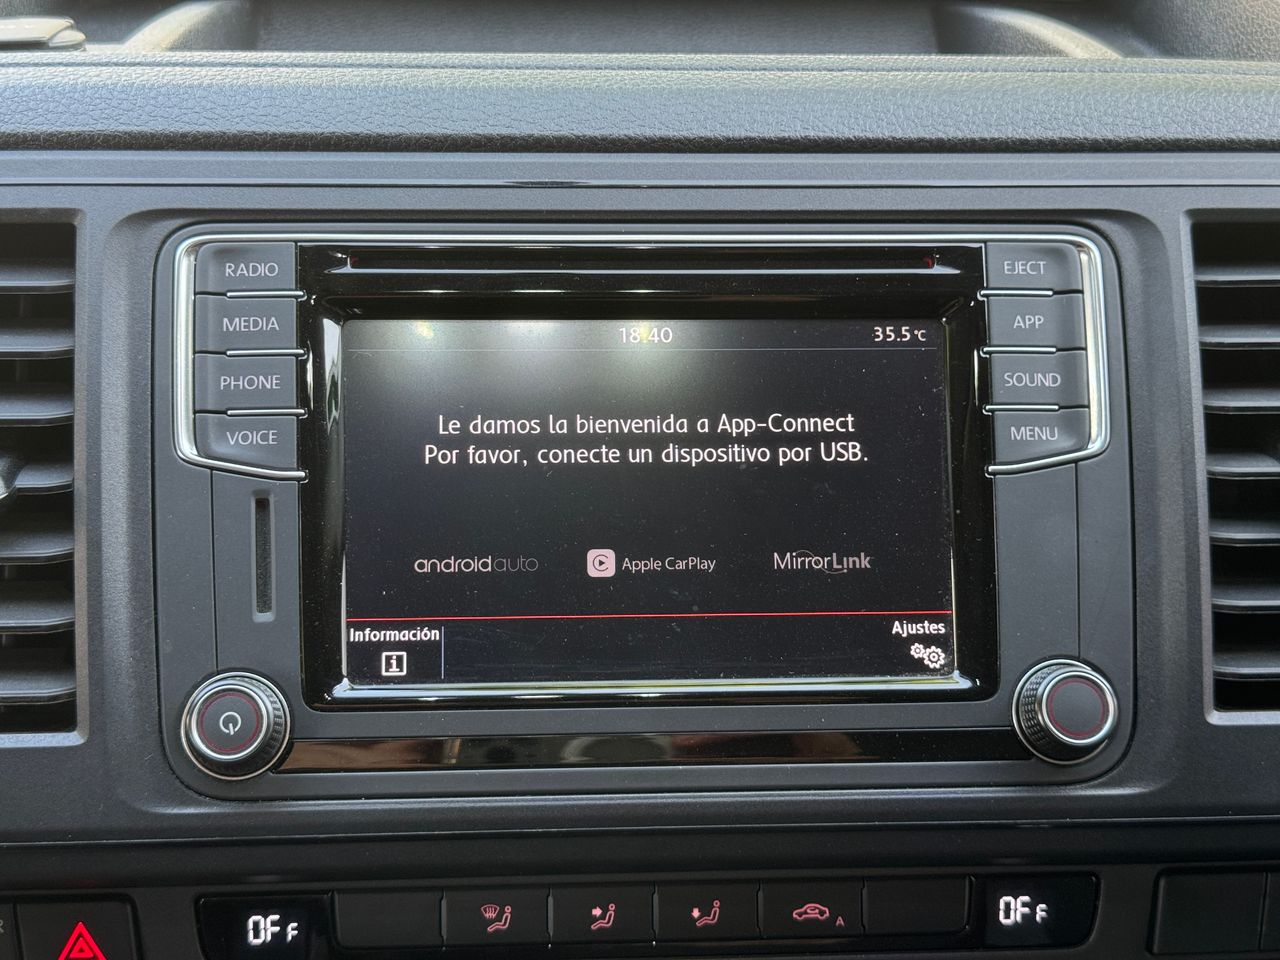 RADIO
MEDIA
PHONE
VOICE
EJECT
APP
SOUND
MENU
18:40
35.5°C
Le damos la bienvenida a App-Connect
Por favor, conecte un dispositivo por USB.
androidauto
Apple CarPlay
MirrorLink
Información
i
Ajustes
OFF
A
OFF